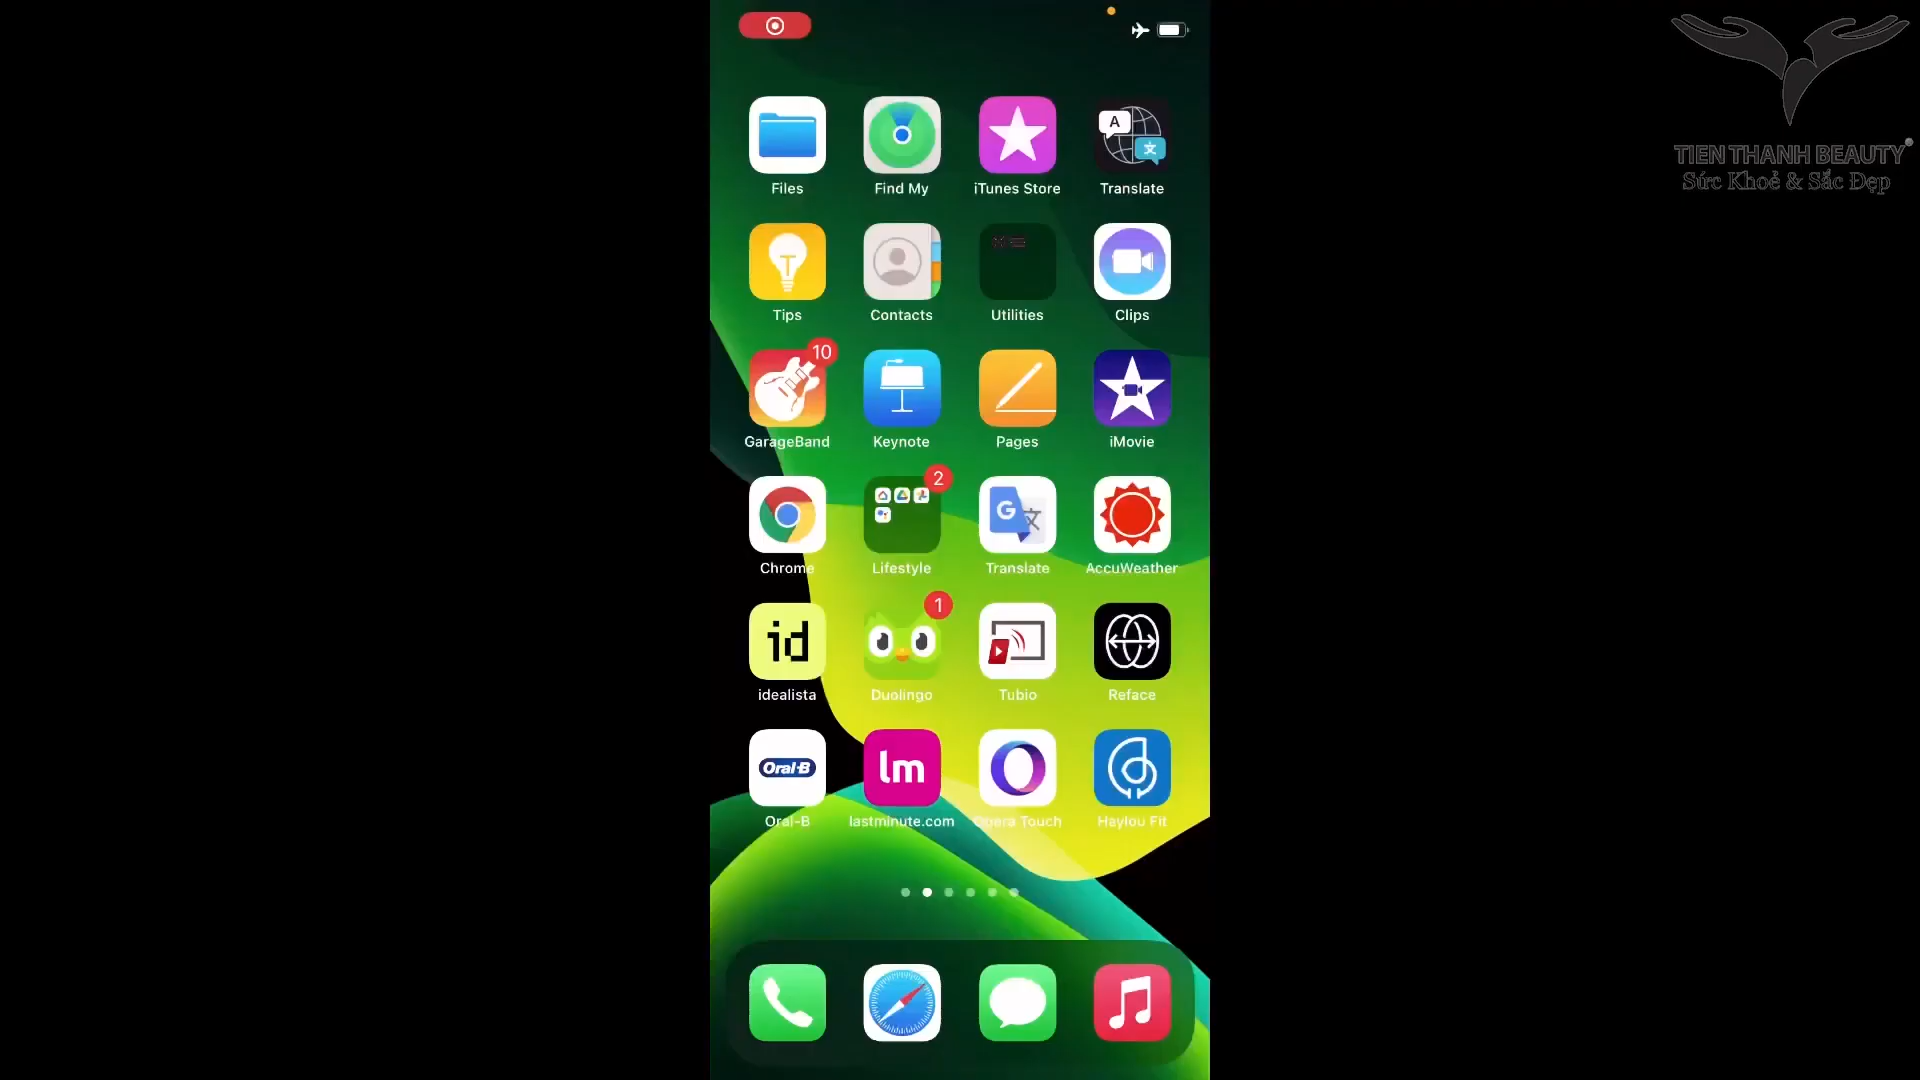 TIEN THANH BEAUTY®
Sức Khoẻ & Sắc Đẹp
A
文
Files
Find My
iTunes Store
Translate
Tips
Contacts
Utilities
Clips
10
GarageBand
Keynote
Pages
iMovie
2
G
文
Chrome
Lifestyle
Translate
AccuWeather
id
1
idealista
Duolingo
Tubio
Reface
Oral-B
lm
Oral-B
lastminute.com
Opera Touch
Haylou Fit